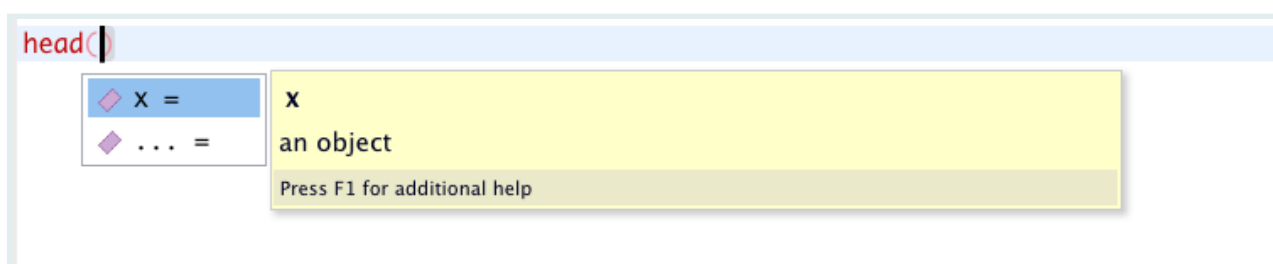 head()
x =
... =
x
an object
Press F1 for additional help